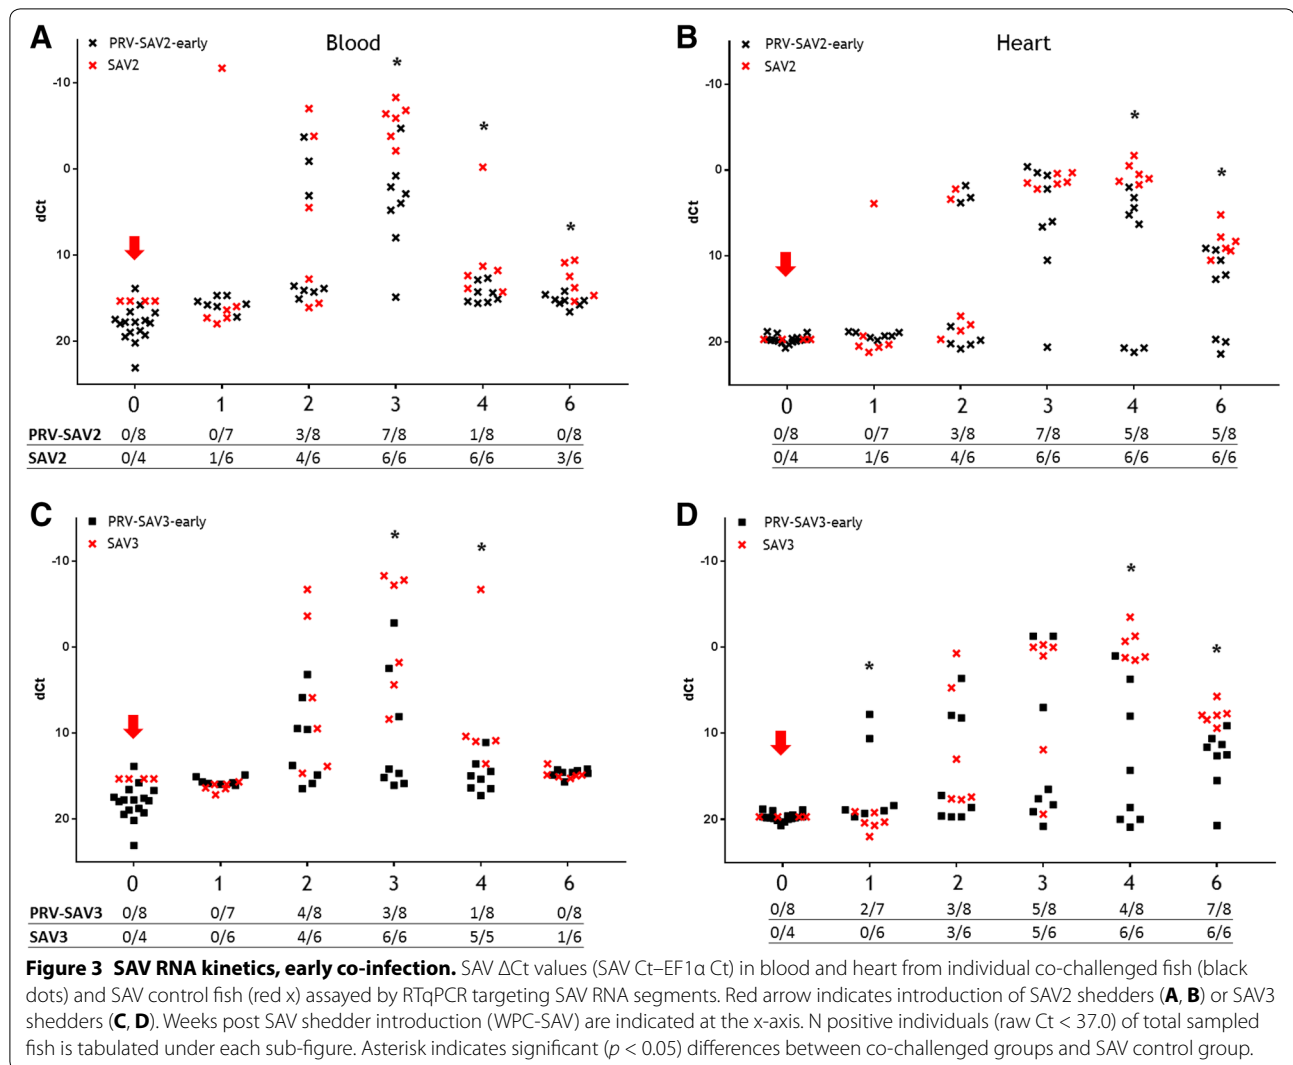 A
Blood
PRV-SAV2-early
SAV2
*
*
*
-10
0
10
20
dCt
0 1 2 3 4 6
PRV-SAV2 0/8 0/7 3/8 7/8 1/8 0/8
SAV2 0/4 1/6 4/6 6/6 6/6 3/6
B
Heart
PRV-SAV2-early
SAV2
*
*
-10
0
10
20
dCt
0 1 2 3 4 6
0/8 0/7 3/8 7/8 5/8 5/8
0/4 1/6 4/6 6/6 6/6 6/6
C
PRV-SAV3-early
SAV3
*
*
-10
0
10
20
dCt
0 1 2 3 4 6
PRV-SAV3 0/8 0/7 4/8 3/8 1/8 0/8
SAV3 0/4 0/6 4/6 6/6 5/5 1/6
D
PRV-SAV3-early
SAV3
*
*
*
-10
0
10
20
dCt
0 1 2 3 4 6
0/8 2/7 3/8 5/8 4/8 7/8
0/4 0/6 3/6 5/6 6/6 6/6
Figure 3 SAV RNA kinetics, early co-infection. SAV ΔCt values (SAV Ct–EF1α Ct) in blood and heart from individual co-challenged fish (black
dots) and SAV control fish (red x) assayed by RTqPCR targeting SAV RNA segments. Red arrow indicates introduction of SAV2 shedders (A, B) or SAV3
shedders (C, D). Weeks post SAV shedder introduction (WPC-SAV) are indicated at the x-axis. N positive individuals (raw Ct < 37.0) of total sampled
fish is tabulated under each sub-figure. Asterisk indicates significant (p < 0.05) differences between co-challenged groups and SAV control group.